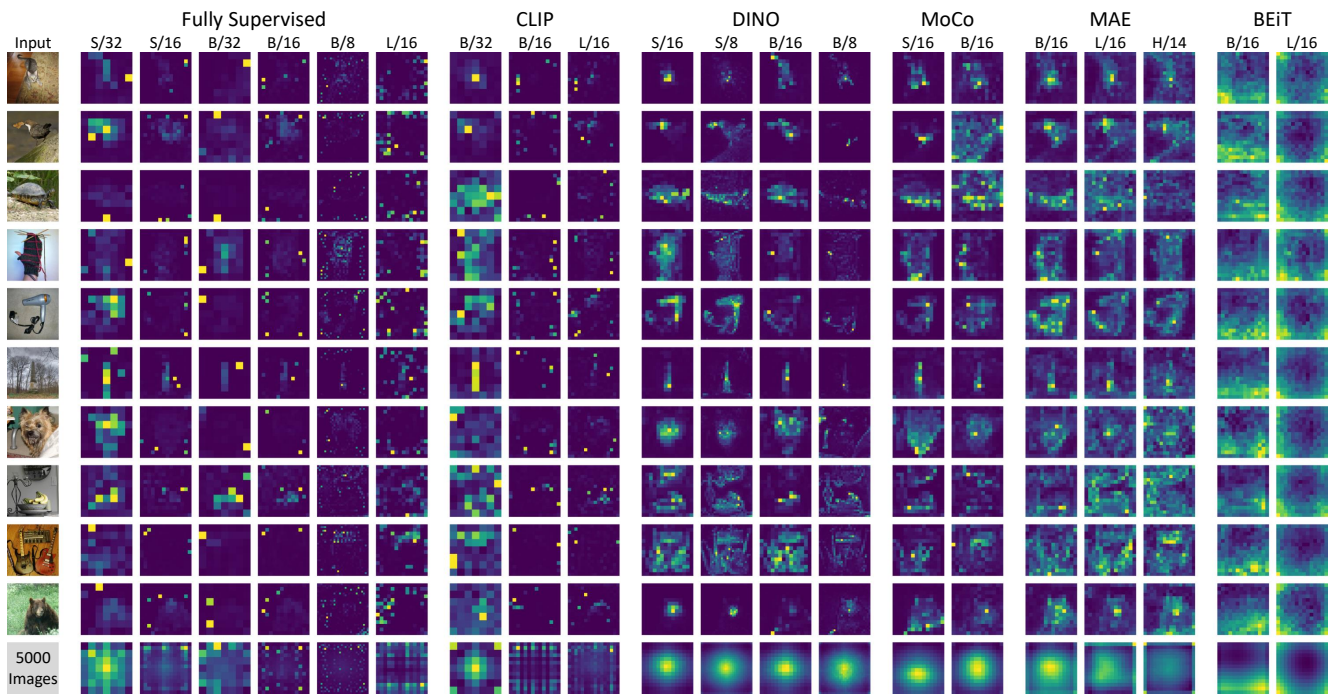 Fully Supervised CLIP DINO MoCo MAE BEiT
Input S/32 S/16 B/32 B/16 B/8 L/16 B/32 B/16 L/16 S/16 S/8 B/16 B/8 S/16 B/16 B/16 L/16 H/14 B/16 L/16
5000
Images